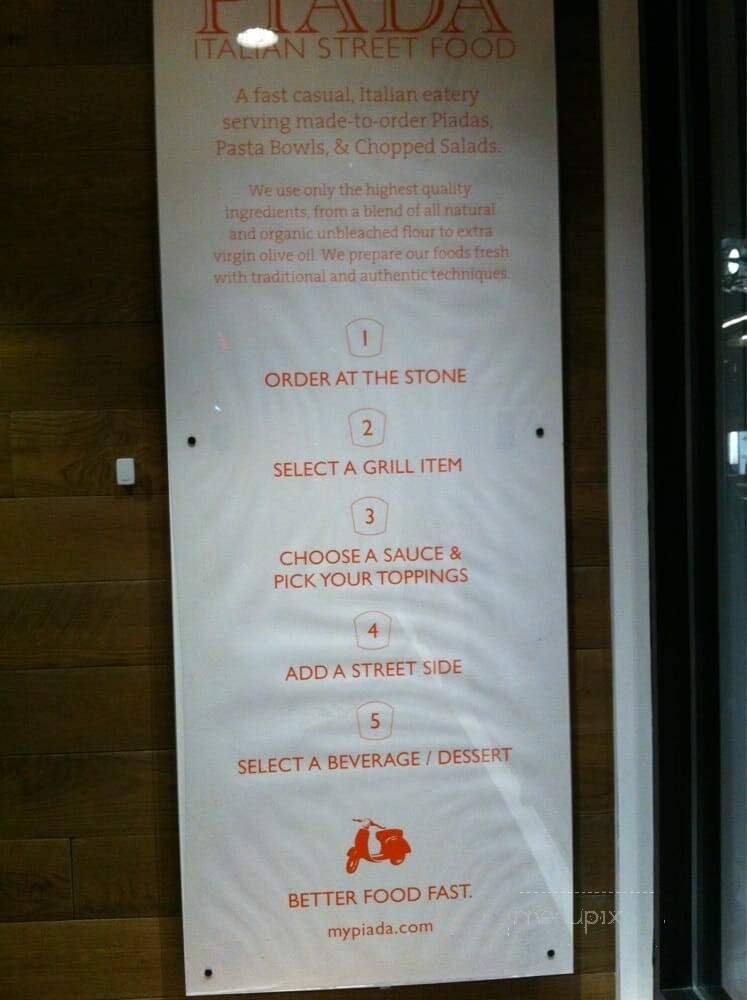 PIADA
ITALIAN STREET FOOD
A fast casual, Italian eatery
serving made-to-order Piadas,
Pasta Bowls, & Chopped Salads.
We use only the highest quality
ingredients, from a blend of all natural
and organic unbleached flour to extra
virgin olive oil. We prepare our foods fresh
with traditional and authentic techniques.
1
ORDER AT THE STONE
2
SELECT A GRILL ITEM
3
CHOOSE A SAUCE &
PICK YOUR TOPPINGS
4
ADD A STREET SIDE
5
SELECT A BEVERAGE / DESSERT
BETTER FOOD FAST.
mypiada.com